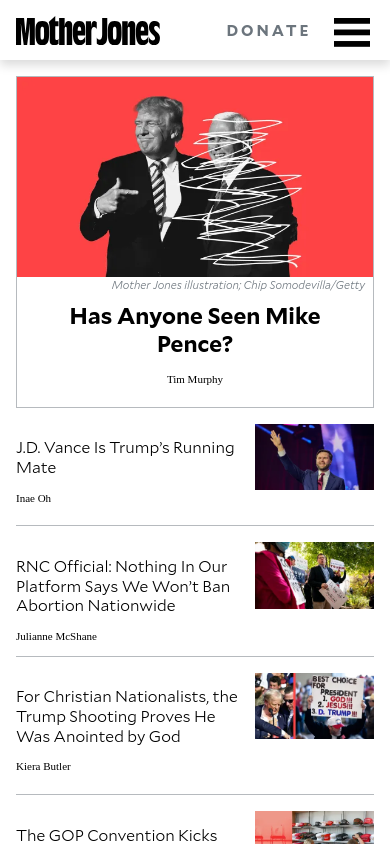 Mother Jones
DONATE
Mother Jones illustration; Chip Somodevilla/Getty
Has Anyone Seen Mike
Pence?
Tim Murphy
J.D. Vance Is Trump’s Running
Mate
Inae Oh
RNC Official: Nothing In Our
Platform Says We Won’t Ban
Abortion Nationwide
Julianne McShane
For Christian Nationalists, the
Trump Shooting Proves He
Was Anointed by God
Kiera Butler
BEST CHOICE
FOR
PRESIDENT
1. GOD!!!
2. JESUS!!!
3. D. TRUMP!!!
The GOP Convention Kicks